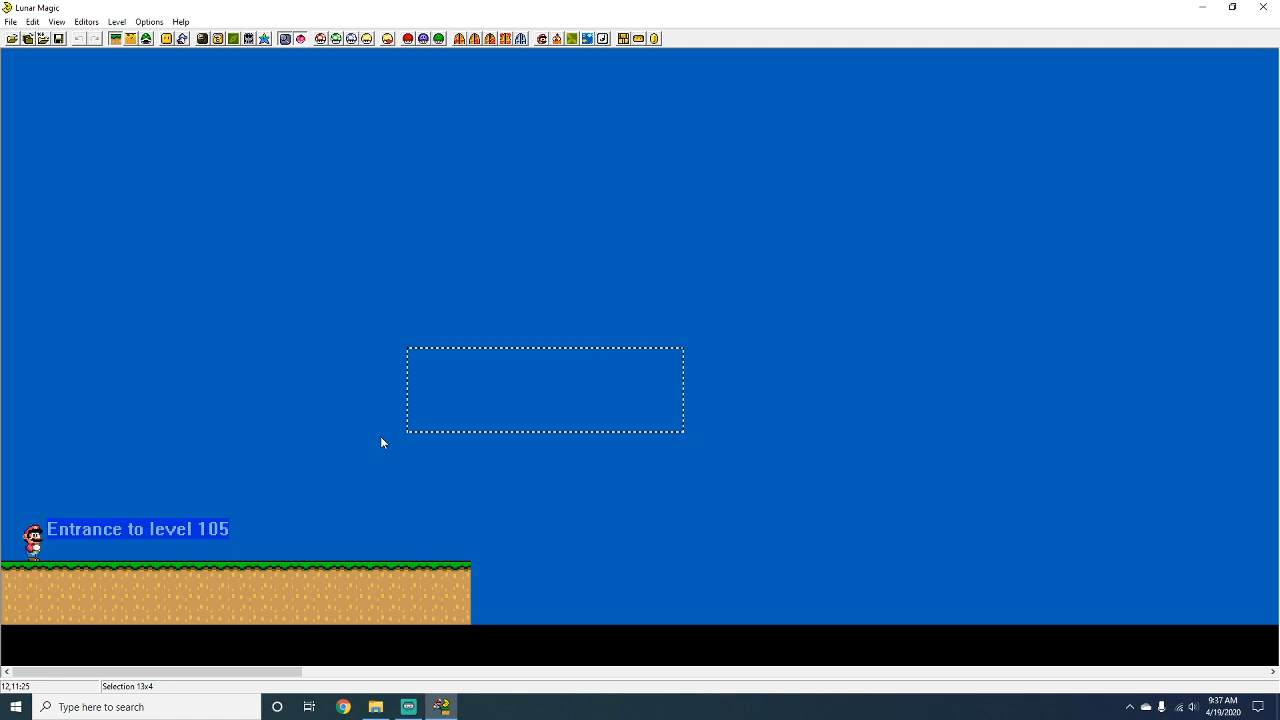 Lunar Magic
File Edit View Editors Level Options Help
Entrance to level 105
12,11:25 Selection 13x4
Type here to search
9:37 AM
4/19/2020